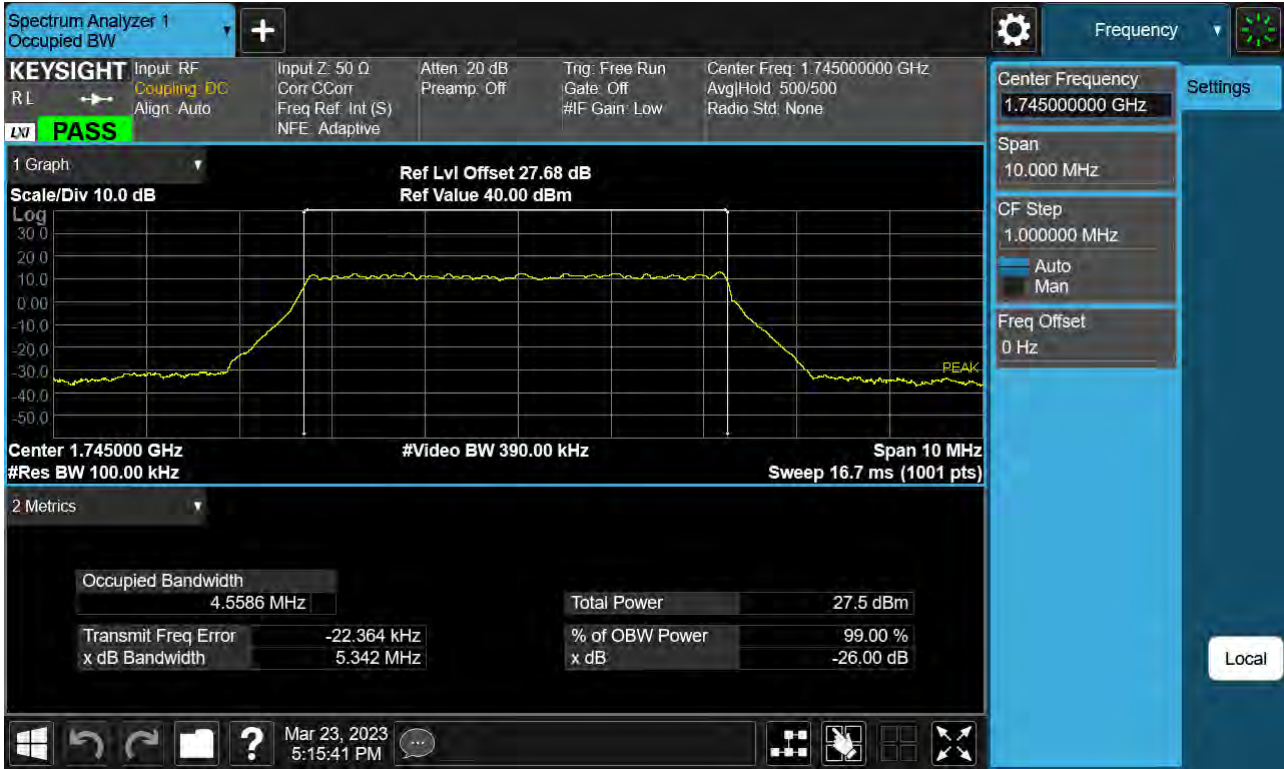 Spectrum Analyzer 1
Occupied BW
Frequency
KEYSIGHT
RL
LXI PASS
Input: RF
Coupling: DC
Align: Auto
Input Z: 50 Ω
Corr CCorr
Freq Ref: Int (S)
NFE: Adaptive
Atten: 20 dB
Preamp: Off
Trig: Free Run
Gate: Off
#IF Gain: Low
Center Freq: 1.745000000 GHz
Avg|Hold: 500/500
Radio Std: None
1 Graph
Scale/Div 10.0 dB
Ref Lvl Offset 27.68 dB
Ref Value 40.00 dBm
Log
30.0
20.0
10.0
0.00
-10.0
-20.0
-30.0
-40.0
-50.0
PEAK
Center 1.745000 GHz
#Video BW 390.00 kHz
Span 10 MHz
#Res BW 100.00 kHz
Sweep 16.7 ms (1001 pts)
2 Metrics
Occupied Bandwidth
4.5586 MHz
Total Power 27.5 dBm
Transmit Freq Error -22.364 kHz
% of OBW Power 99.00 %
x dB Bandwidth 5.342 MHz
x dB -26.00 dB
Center Frequency
1.745000000 GHz
Span
10.000 MHz
CF Step
1.000000 MHz
Auto
Man
Freq Offset
0 Hz
Settings
Local
?
Mar 23, 2023
5:15:41 PM